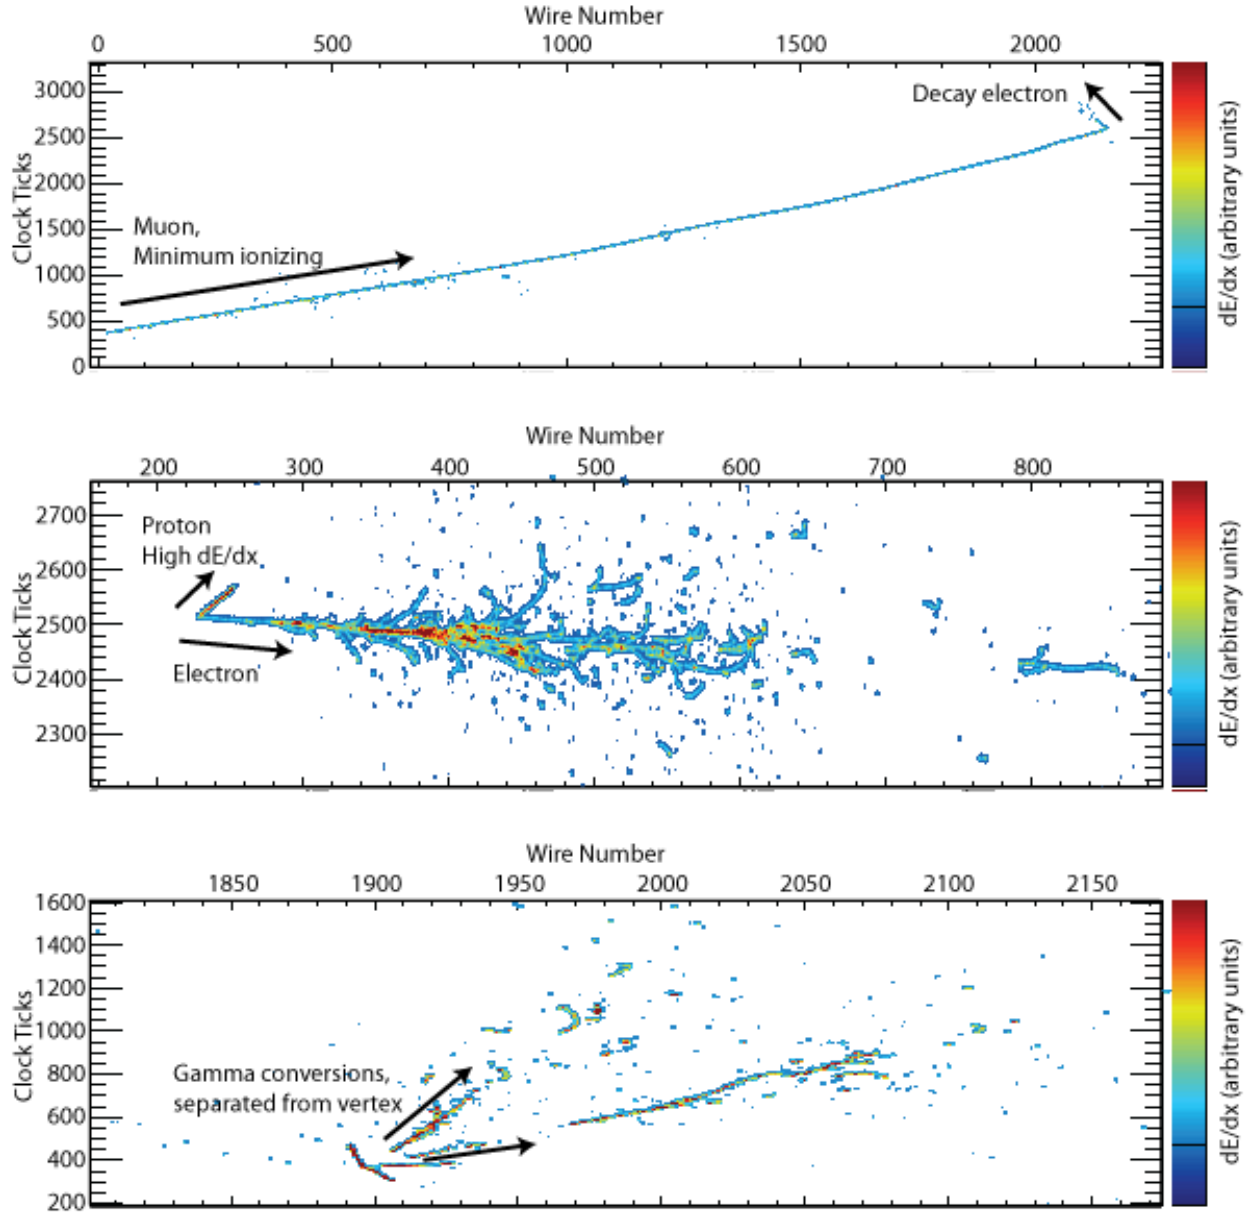 Wire Number
0 500 1000 1500 2000
3000
2500
2000
1500
1000
500
0
Clock Ticks
Decay electron
Muon,
Minimum ionizing
dE/dx (arbitrary units)
Wire Number
200 300 400 500 600 700 800
2700
2600
2500
2400
2300
Clock Ticks
Proton
High dE/dx
Electron
dE/dx (arbitrary units)
Wire Number
1850 1900 1950 2000 2050 2100 2150
1600
1400
1200
1000
800
600
400
200
Clock Ticks
Gamma conversions,
separated from vertex
dE/dx (arbitrary units)